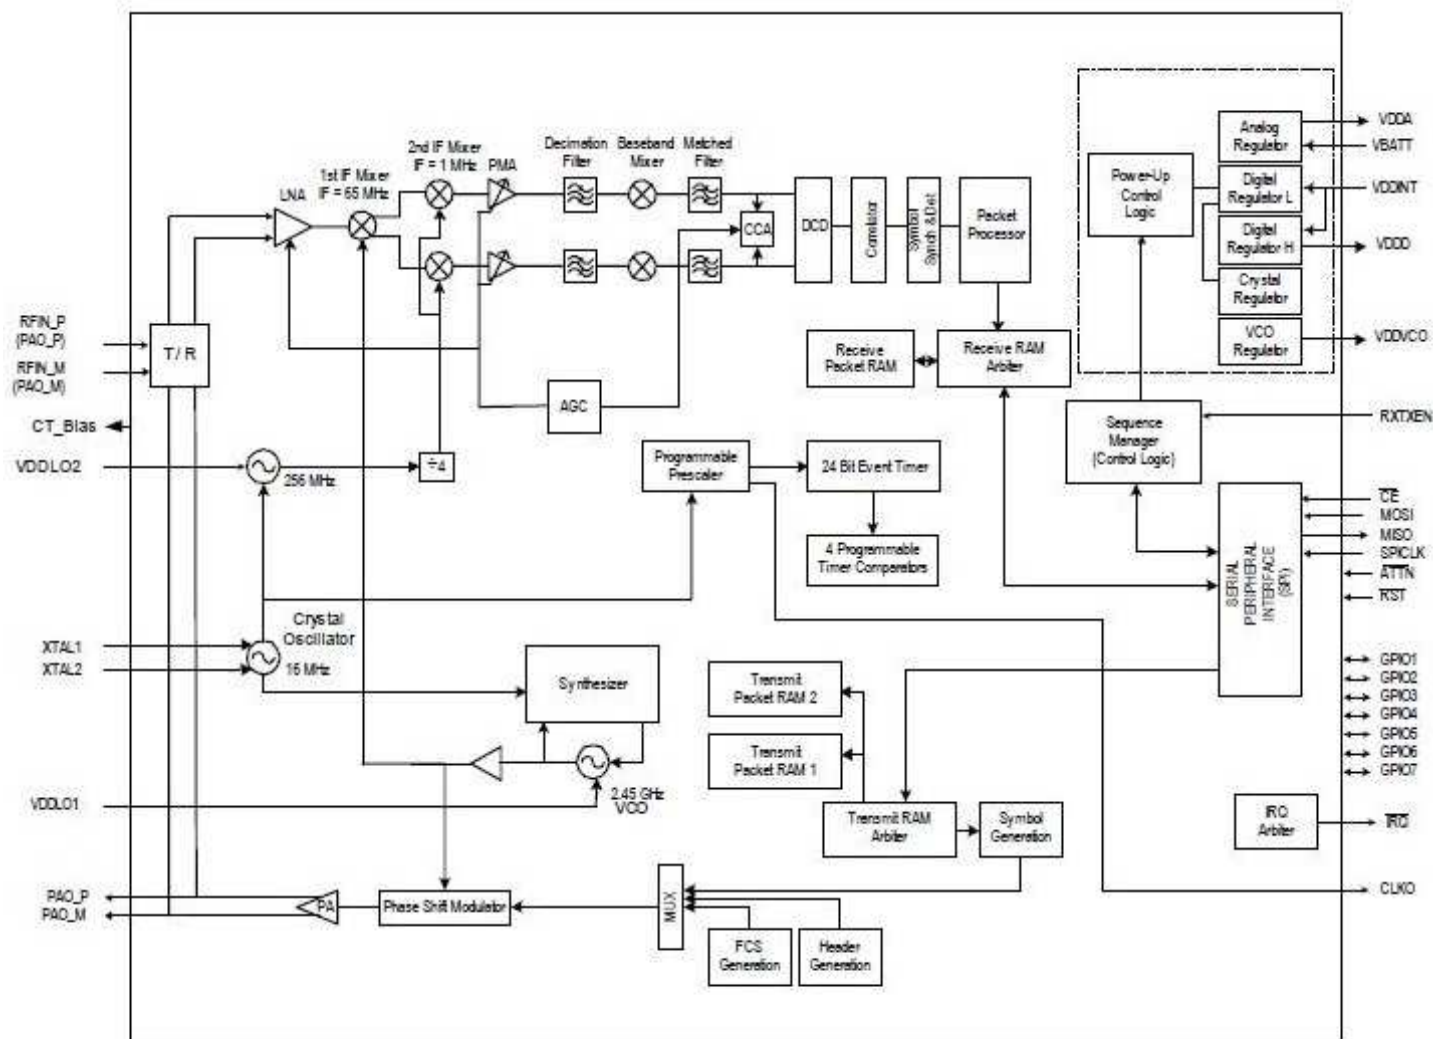 2nd IF Mixer
IF = 1 MHz
PMA
Decimation
Filter
Baseband
Mixer
Matched
Filter
1st IF Mixer
IF = 65 MHz
LNA
CCA
DCD
Correlator
Symbol
Synch & Det
Packet
Processor
Power-Up
Control
Logic
Analog
Regulator
Digital
Regulator L
Digital
Regulator H
Crystal
Regulator
VCO
Regulator
VDDA
VBATT
VDDINT
VDDD
VDDVCO
RFIN_P
(PAO_P)
RFIN_M
(PAO_M)
T / R
CT_Bias
VDDLO2
256 MHz
÷4
AGC
Receive
Packet RAM
Receive RAM
Arbiter
Sequence
Manager
(Control Logic)
RXTXEN
Programmable
Prescaler
24 Bit Event Timer
4 Programmable
Timer Comparators
SERIAL
PERIPHERAL
INTERFACE
(SPI)
CE
MOSI
MISO
SPICLK
ATTN
RST
GPIO1
GPIO2
GPIO3
GPIO4
GPIO5
GPIO6
GPIO7
XTAL1
XTAL2
Crystal
Oscillator
16 MHz
Synthesizer
2.45 GHz
VCO
VDDLO1
Transmit
Packet RAM 2
Transmit
Packet RAM 1
Transmit RAM
Arbiter
Symbol
Generation
IRQ
Arbiter
IRQ
CLKO
PAO_P
PAO_M
PA
Phase Shift Modulator
MUX
FCS
Generation
Header
Generation